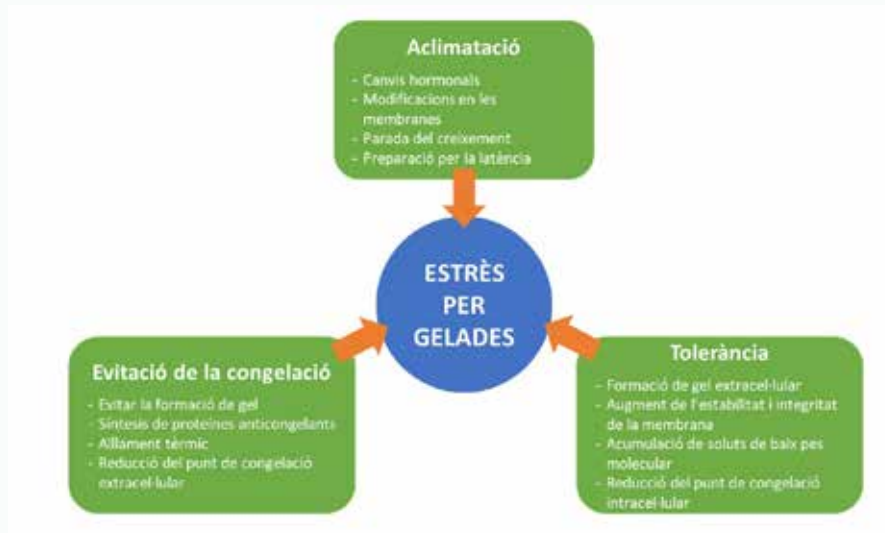 Aclimatació
- Canvis hormonals
- Modificacions en les
membranes
- Parada del creixement
- Preparació per la latència
ESTRÈS
PER
GELADES
Evitació de la congelació
- Evitar la formació de gel
- Síntesis de proteïnes anticongelants
- Aïllament tèrmic
- Reducció del punt de congelació
extracel·lular
Tolerància
- Formació de gel extracel·lular
- Augment de l'estabilitat i integritat
de la membrana
- Acumulació de soluts de baix pes
molecular
- Reducció del punt de congelació
intracel·lular